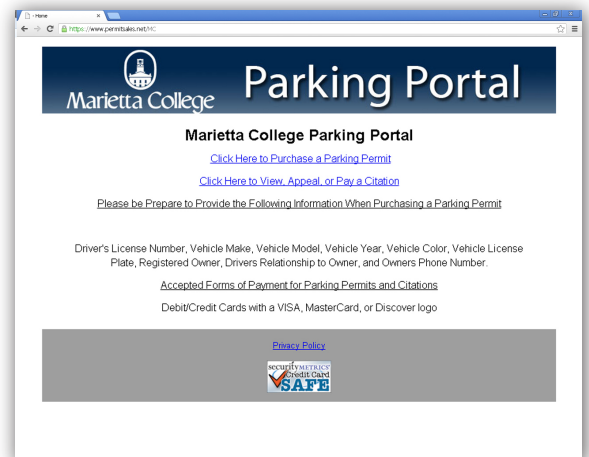 - Home
https://www.permitsales.net/MC
Marietta College
Parking Portal
Marietta College Parking Portal
Click Here to Purchase a Parking Permit
Click Here to View, Appeal, or Pay a Citation
Please be Prepare to Provide the Following Information When Purchasing a Parking Permit
Driver's License Number, Vehicle Make, Vehicle Model, Vehicle Year, Vehicle Color, Vehicle License
Plate, Registered Owner, Drivers Relationship to Owner, and Owners Phone Number.
Accepted Forms of Payment for Parking Permits and Citations
Debit/Credit Cards with a VISA, MasterCard, or Discover logo
Privacy Policy
securityMETRICS
Credit Card
SAFE